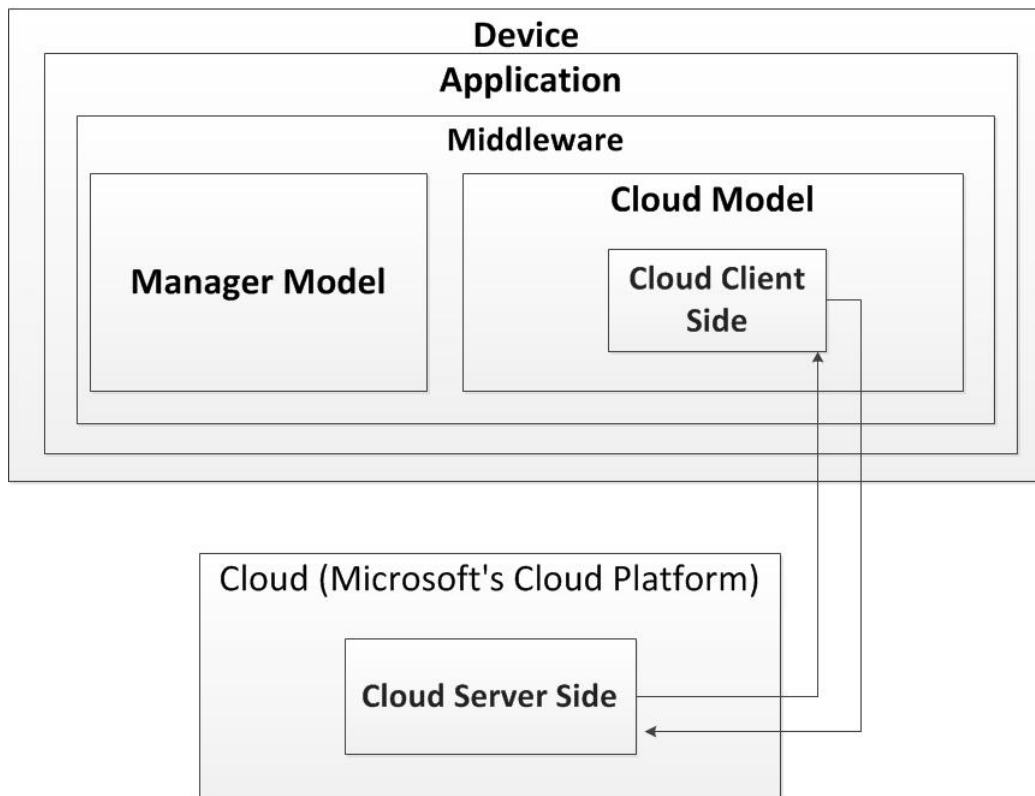 Device
Application
Middleware
Manager Model
Cloud Model
Cloud Client
Side
Cloud (Microsoft's Cloud Platform)
Cloud Server Side